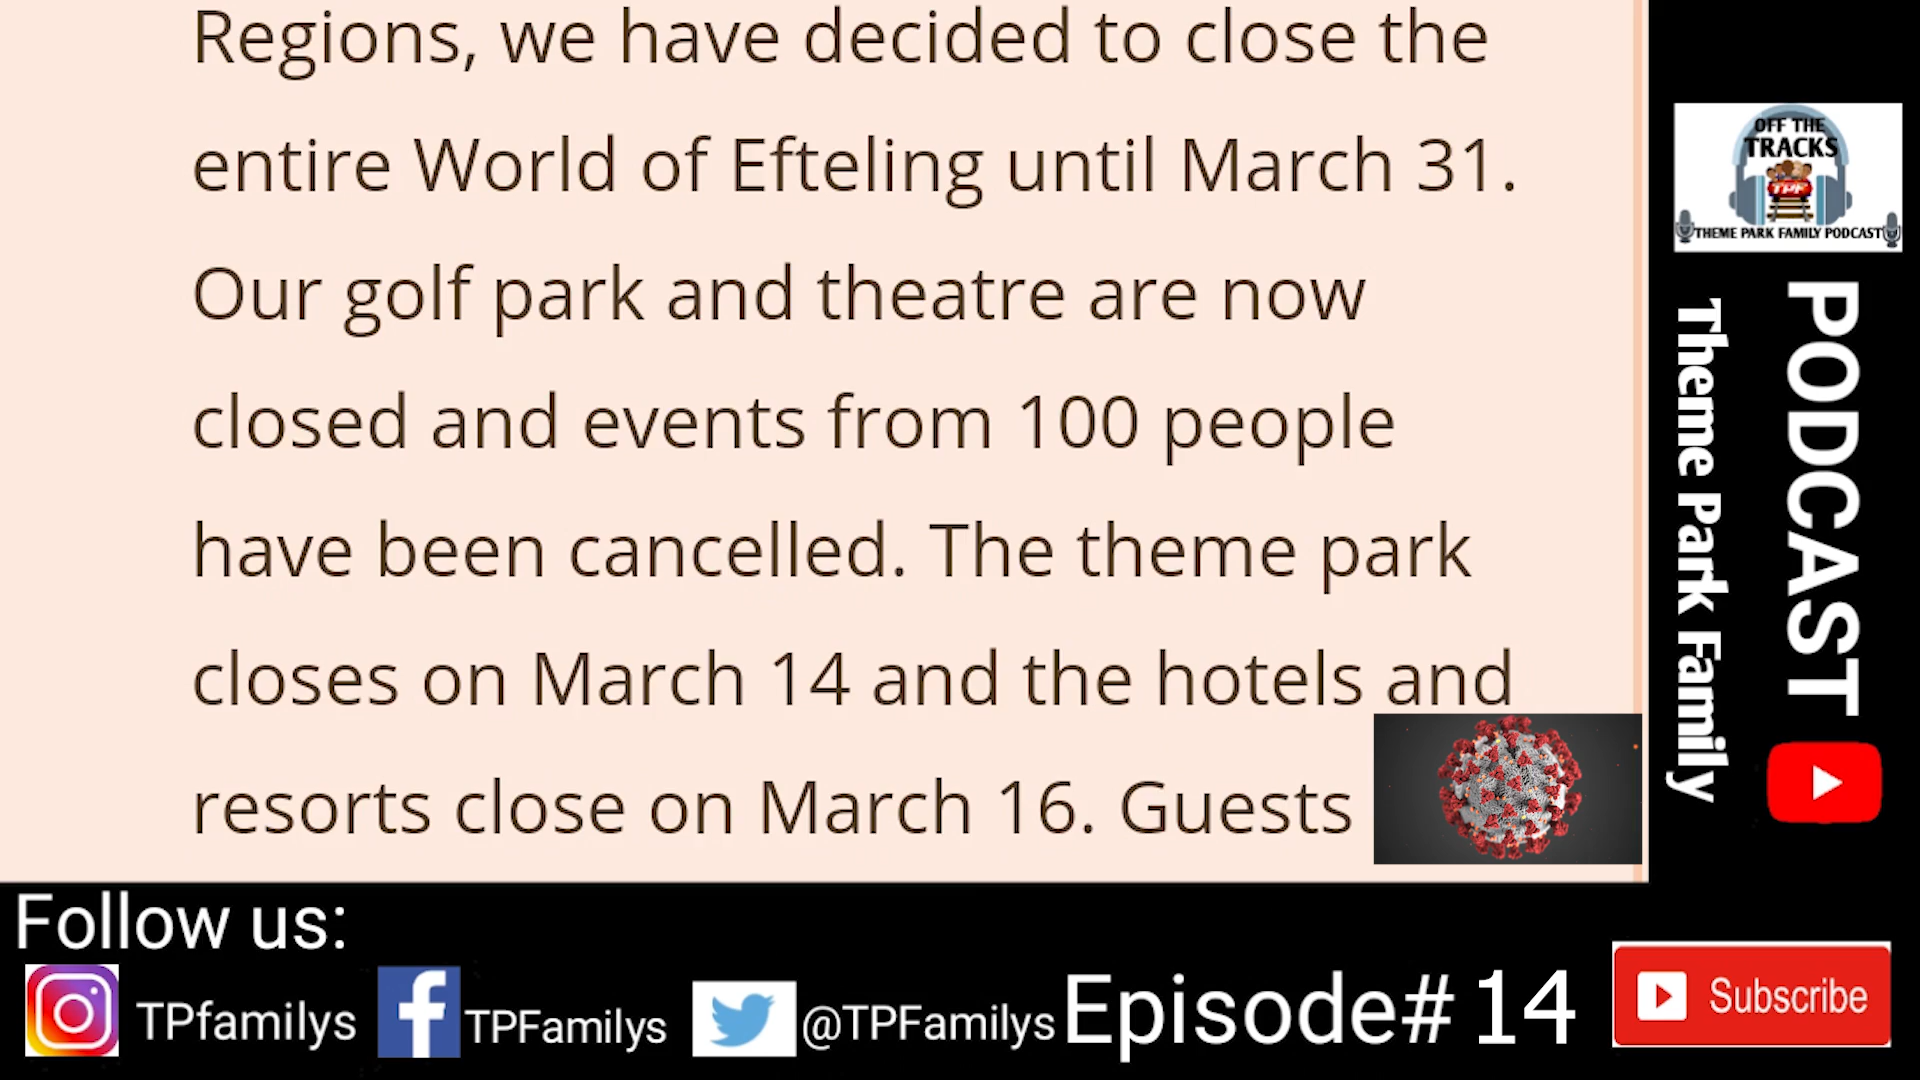 Regions, we have decided to close the
entire World of Efteling until March 31.
Our golf park and theatre are now
closed and events from 100 people
have been cancelled. The theme park
closes on March 14 and the hotels and
resorts close on March 16. Guests
OFF THE
TRACKS
TPF
THEME PARK FAMILY PODCAST
PODCAST
Theme Park Family
Follow us:
TPfamilys
TPFamilys
@TPFamilys
Episode# 14
Subscribe